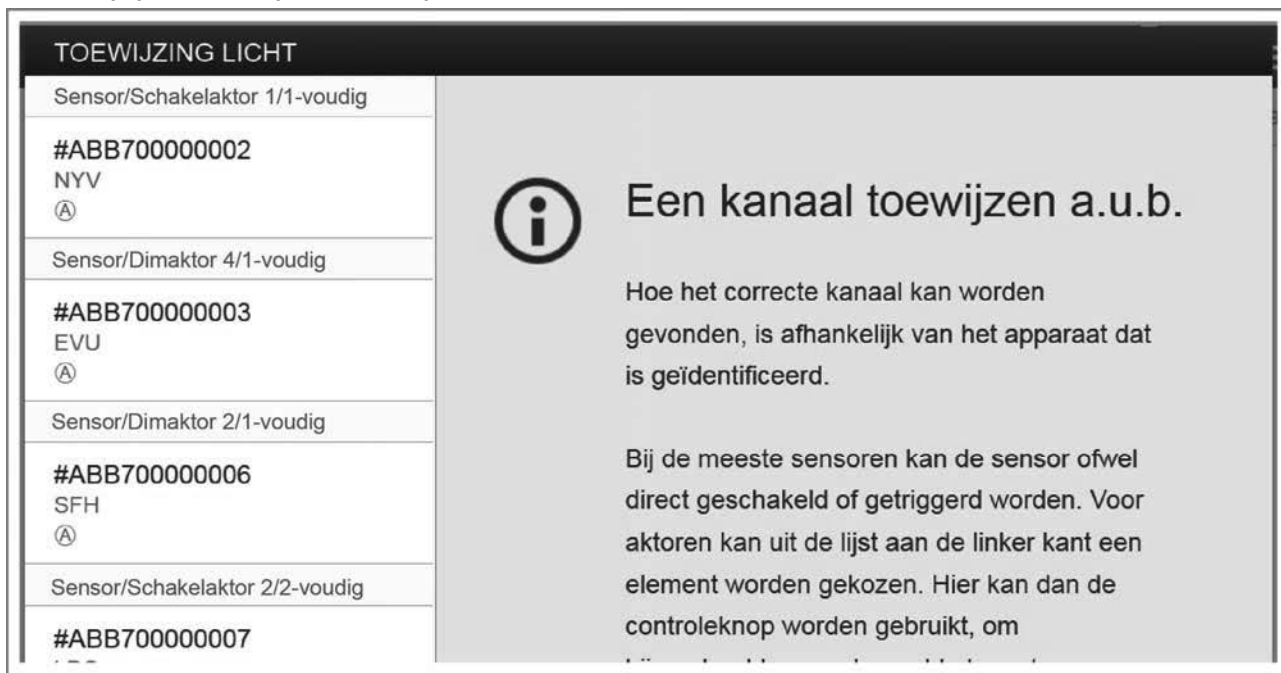 TOEWIJZING LICHT
Sensor/Schakelaktor 1/1-voudig
#ABB700000002
NYV
Ⓐ
Sensor/Dimaktor 4/1-voudig
#ABB700000003
EVU
Ⓐ
Sensor/Dimaktor 2/1-voudig
#ABB700000006
SFH
Ⓐ
Sensor/Schakelaktor 2/2-voudig
#ABB700000007
Een kanaal toewijzen a.u.b.
Hoe het correcte kanaal kan worden
gevonden, is afhankelijk van het apparaat dat
is geïdentificeerd.
Bij de meeste sensoren kan de sensor ofwel
direct geschakeld of getriggerd worden. Voor
aktoren kan uit de lijst aan de linker kant een
element worden gekozen. Hier kan dan de
controleknop worden gebruikt, om